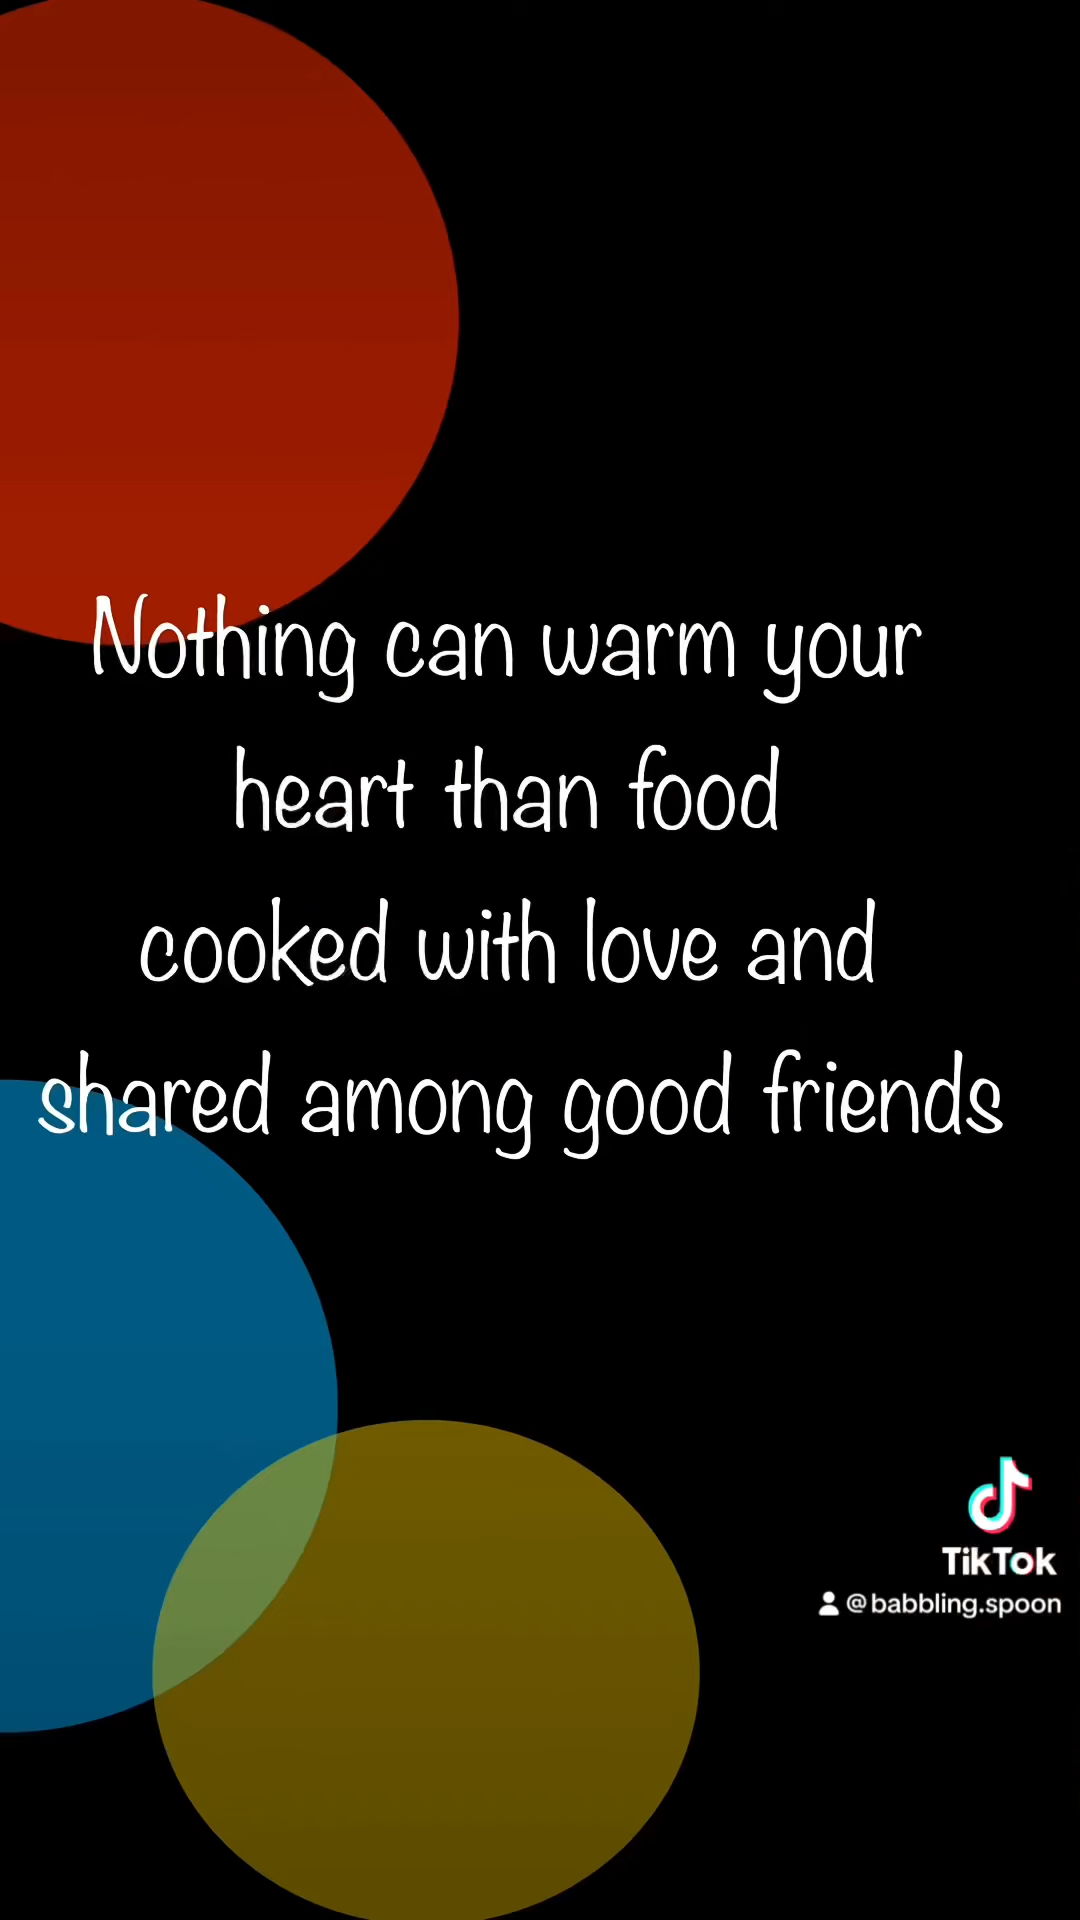 Nothing can warm your
heart than food
cooked with love and
shared among good friends
TikTok
@babbling.spoon